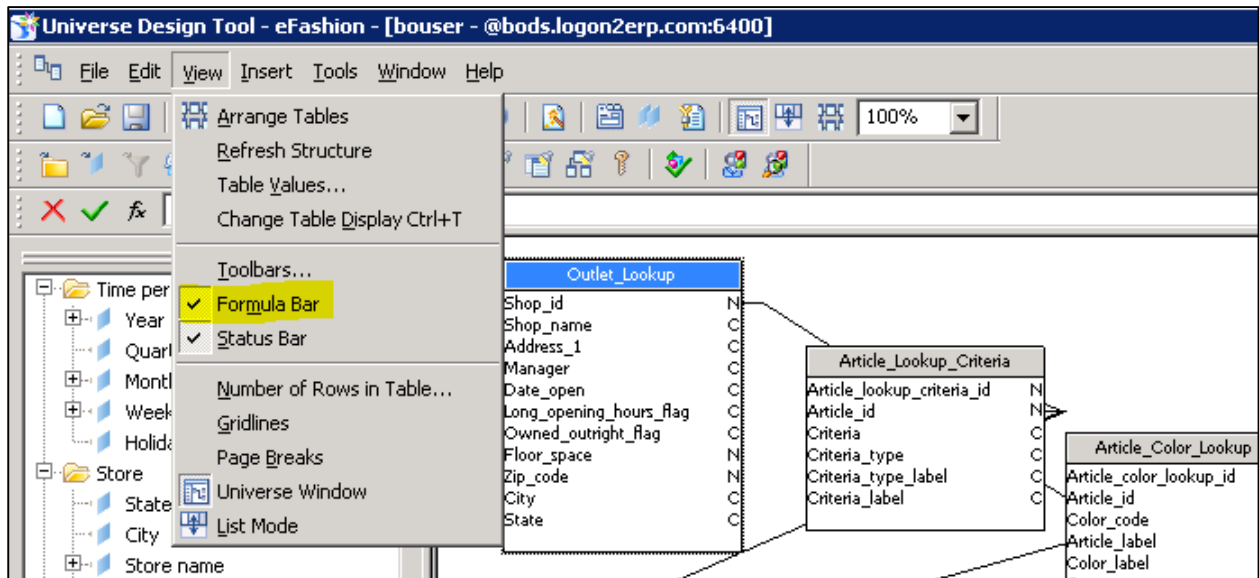 Universe Design Tool - eFashion - [bouser - @bods.logon2erp.com:6400]
File Edit View Insert Tools Window Help
100%
Arrange Tables
Refresh Structure
Table Values...
Change Table Display Ctrl+T
Toolbars...
Formula Bar
Status Bar
Number of Rows in Table...
Gridlines
Page Breaks
Universe Window
List Mode
Time per
Year
Quart
Month
Week
Holida
Store
State
City
Store name
Outlet_Lookup
Shop_id N
Shop_name C
Address_1 C
Manager C
Date_open C
Long_opening_hours_flag C
Owned_outright_flag C
Floor_space N
Zip_code N
City C
State C
Article_Lookup_Criteria
Article_lookup_criteria_id N
Article_id N
Criteria C
Criteria_type C
Criteria_type_label C
Criteria_label C
Article_Color_Lookup
Article_color_lookup_id
Article_id
Color_code
Article_label
Color_label